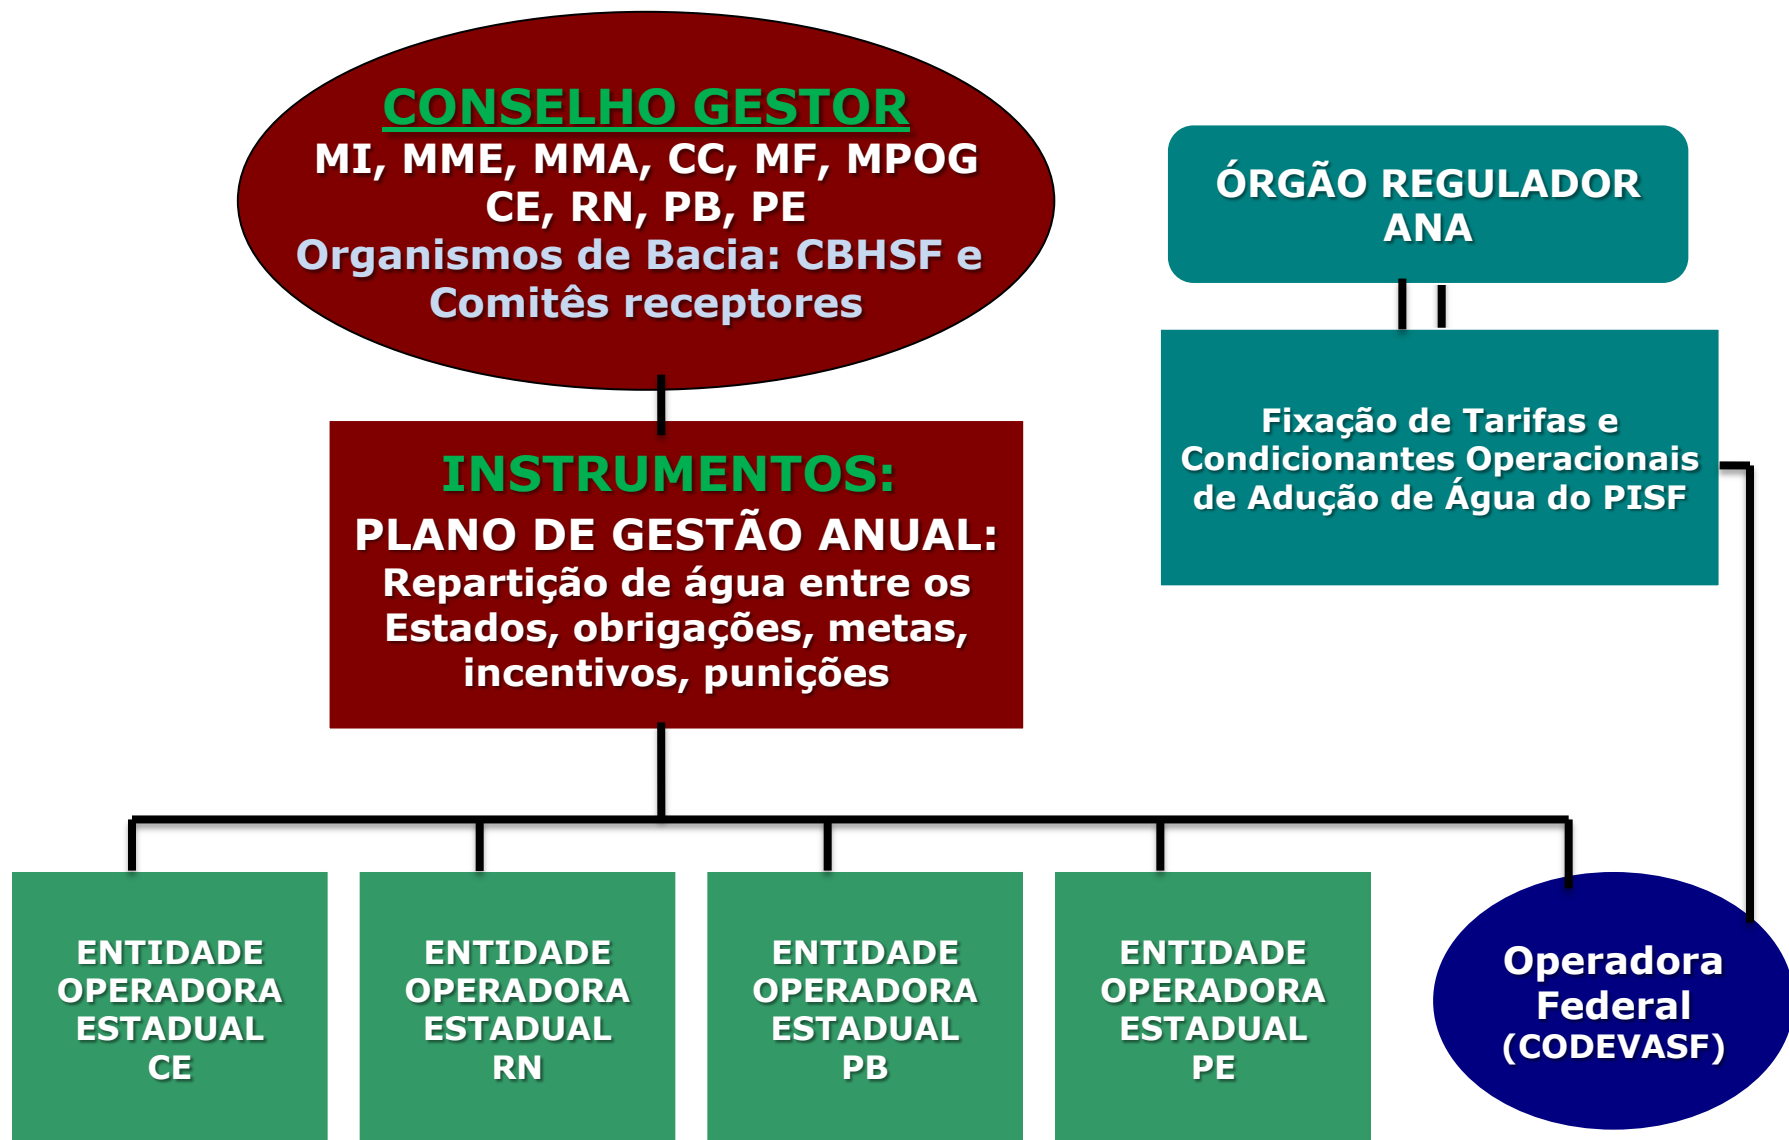 CONSELHO GESTOR
MI, MME, MMA, CC, MF, MPOG
CE, RN, PB, PE
Organismos de Bacia: CBHSF e
Comitês receptores
ÓRGÃO REGULADOR
ANA
Fixação de Tarifas e
Condicionantes Operacionais
de Adução de Água do PISF
INSTRUMENTOS:
PLANO DE GESTÃO ANUAL:
Repartição de água entre os
Estados, obrigações, metas,
incentivos, punições
ENTIDADE
OPERADORA
ESTADUAL
CE
ENTIDADE
OPERADORA
ESTADUAL
RN
ENTIDADE
OPERADORA
ESTADUAL
PB
ENTIDADE
OPERADORA
ESTADUAL
PE
Operadora
Federal
(CODEVASF)